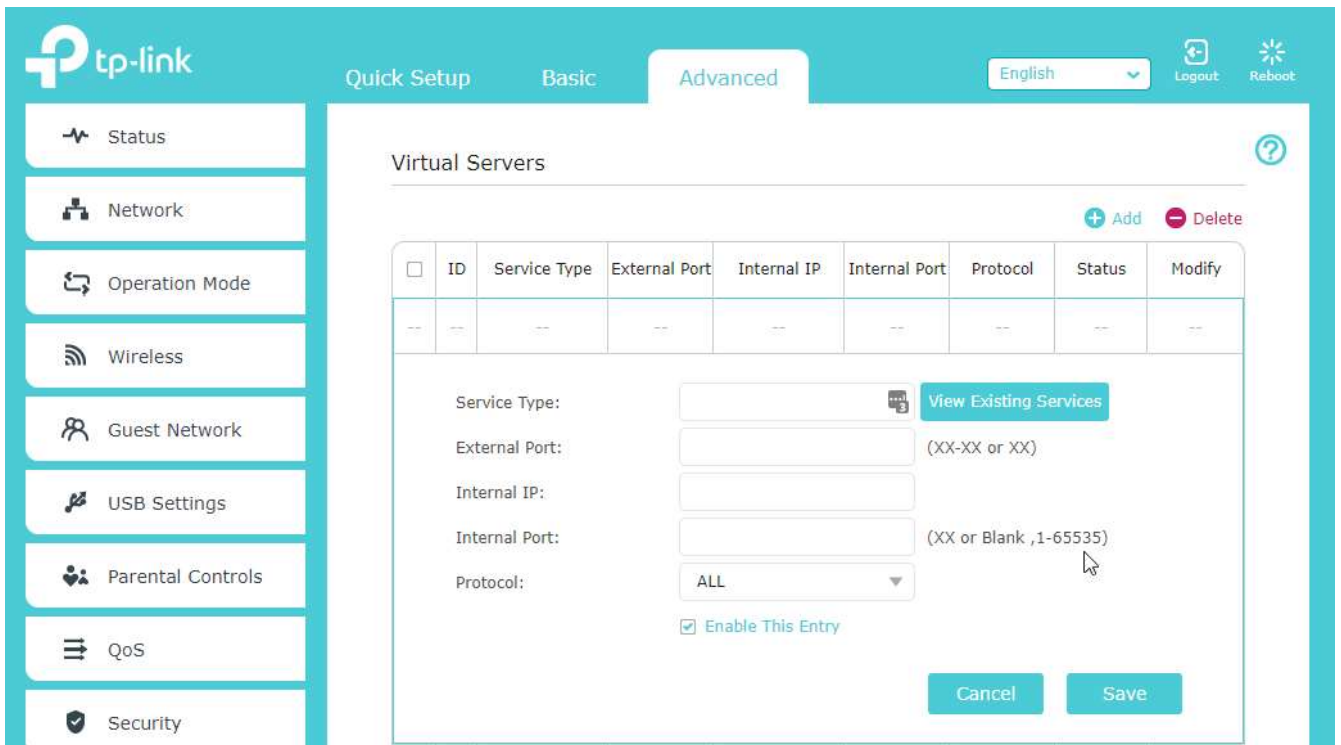 tp-link
Quick Setup Basic Advanced English Logout Reboot
Status
Network
Operation Mode
Wireless
Guest Network
USB Settings
Parental Controls
QoS
Security
Virtual Servers
?
Add Delete
ID Service Type External Port Internal IP Internal Port Protocol Status Modify
-- -- -- -- -- -- -- -- --
Service Type: 3 View Existing Services
External Port: (XX-XX or XX)
Internal IP:
Internal Port: (XX or Blank ,1-65535)
Protocol: ALL
Enable This Entry
Cancel Save